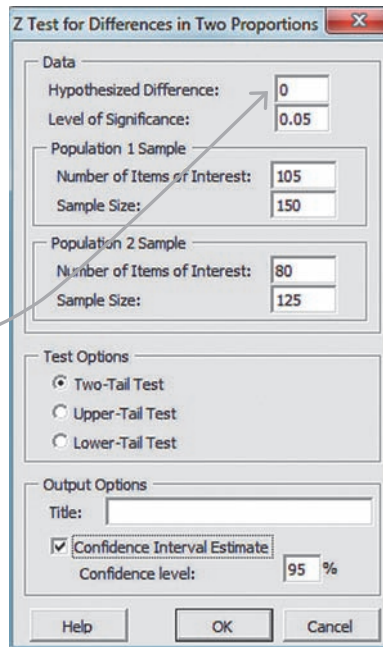 Z Test for Differences in Two Proportions
Data
Hypothesized Difference: 0
Level of Significance: 0.05
Population 1 Sample
Number of Items of Interest: 105
Sample Size: 150
Population 2 Sample
Number of Items of Interest: 80
Sample Size: 125
Test Options
Two-Tail Test
Upper-Tail Test
Lower-Tail Test
Output Options
Title:
Confidence Interval Estimate
Confidence level: 95 %
Help OK Cancel